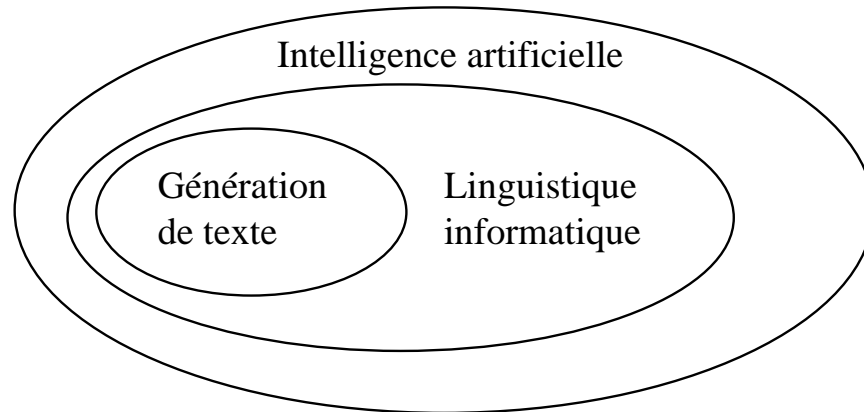 Intelligence artificielle
Génération
de texte
Linguistique
informatique